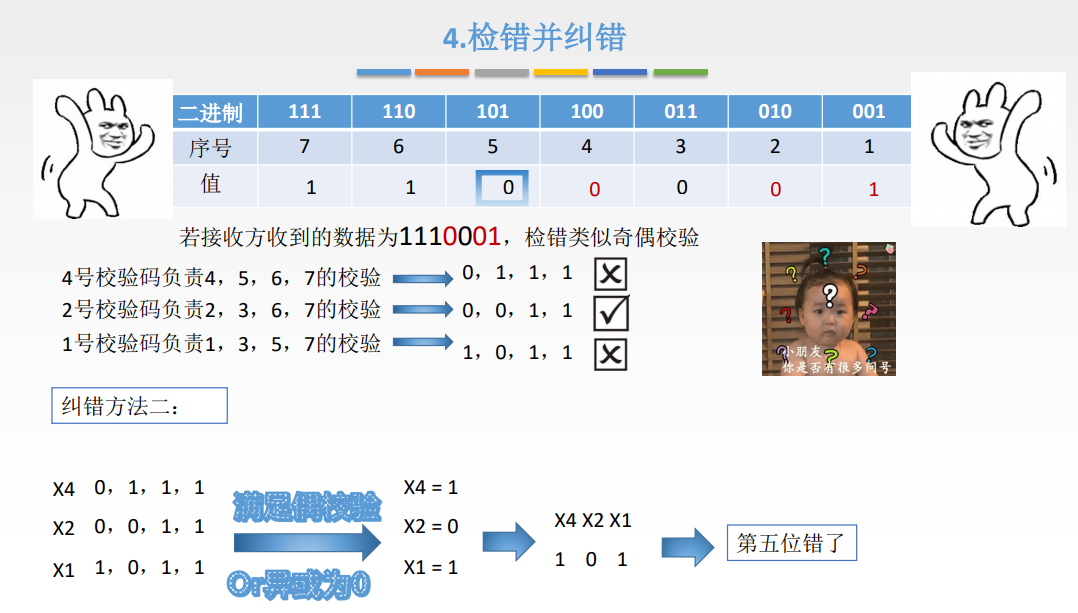 4.检错并纠错
二进制 111 110 101 100 011 010 001
序号 7 6 5 4 3 2 1
值 1 1 0 0 0 0 1
若接收方收到的数据为1110001，检错类似奇偶校验
4号校验码负责4，5，6，7的校验 0，1，1，1
2号校验码负责2，3，6，7的校验 0，0，1，1
1号校验码负责1，3，5，7的校验 1，0，1，1
小朋友
你是否有很多问号
纠错方法二：
X4 0，1，1，1 满足偶校验 X4 = 1
X2 0，0，1，1 X2 = 0
X1 1，0，1，1 Or异或为0 X1 = 1
X4 X2 X1
1 0 1
第五位错了